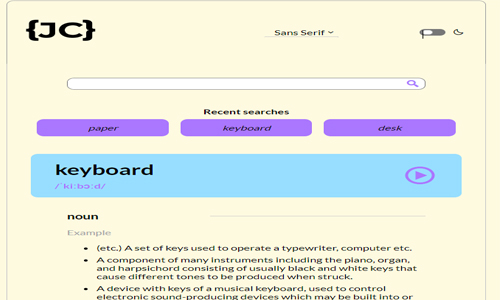 {JC}
Sans Serif
Recent searches
paper
keyboard
desk
keyboard
/ˈkiːbɔːd/
noun
Example
(etc.) A set of keys used to operate a typewriter, computer etc.
A component of many instruments including the piano, organ,
and harpsichord consisting of usually black and white keys that
cause different tones to be produced when struck.
A device with keys of a musical keyboard, used to control
electronic sound-producing devices which may be built into or